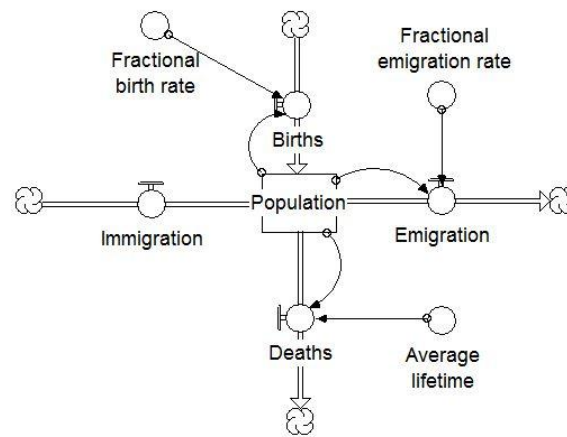 Fractional
birth rate
Fractional
emigration rate
Births
Population
Immigration
Emigration
Deaths
Average
lifetime